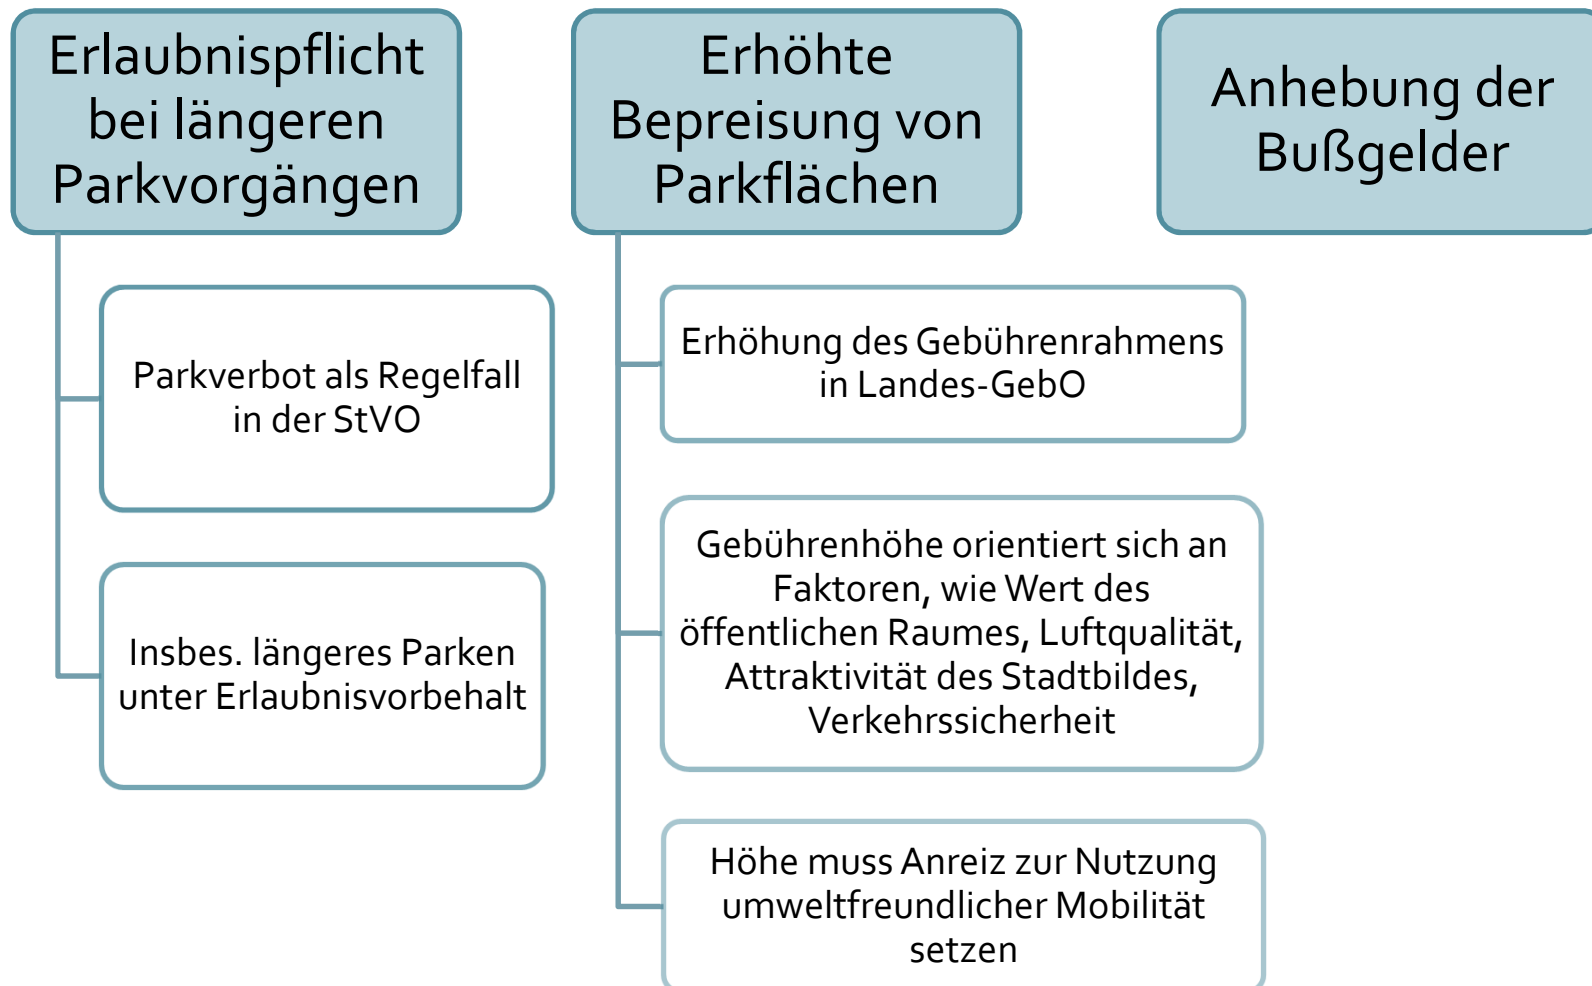 Erlaubnispflicht
bei längeren
Parkvorgängen
Parkverbot als Regelfall
in der StVO
Insbes. längeres Parken
unter Erlaubnisvorbehalt
Erhöhte
Bepreisung von
Parkflächen
Erhöhung des Gebührenrahmens
in Landes-GebO
Gebührenhöhe orientiert sich an
Faktoren, wie Wert des
öffentlichen Raumes, Luftqualität,
Attraktivität des Stadtbildes,
Verkehrssicherheit
Höhe muss Anreiz zur Nutzung
umweltfreundlicher Mobilität
setzen
Anhebung der
Bußgelder